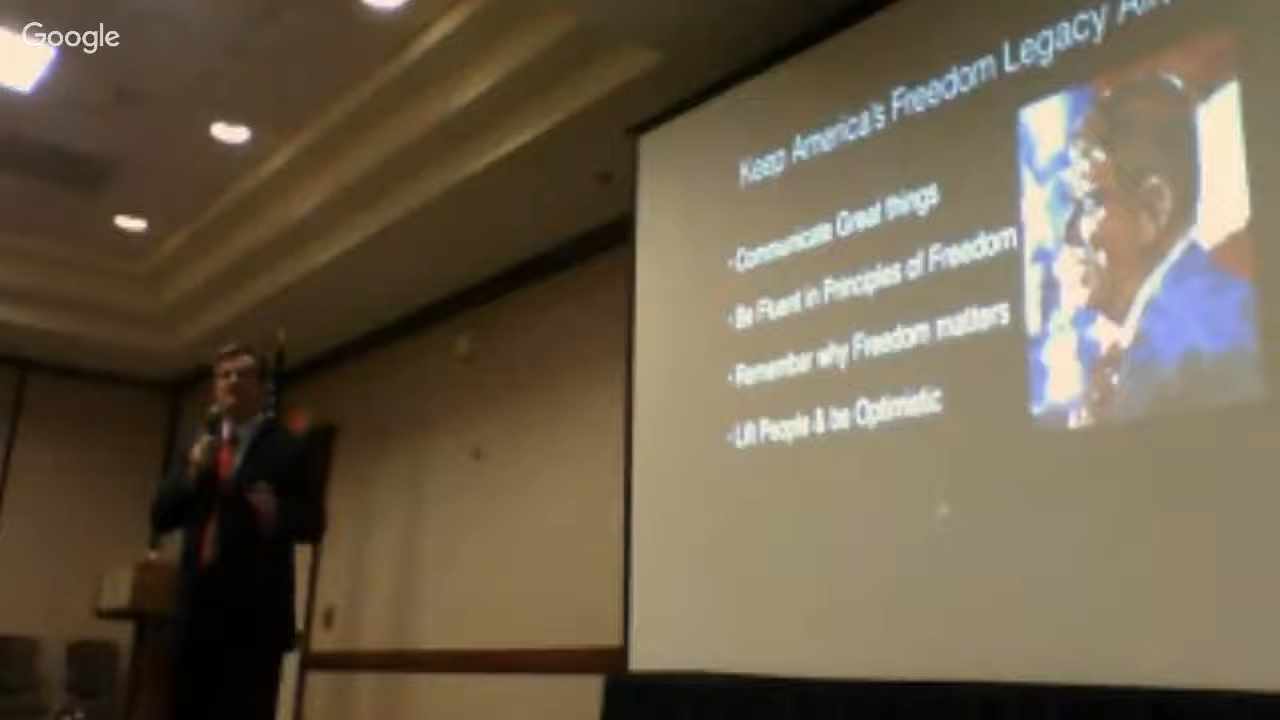 Google
Keep America's Freedom Legacy
-Communicate Great things
-Be Fluent in Principles of Freedom
-Remember why Freedom matters
-Lift People & be Optimistic